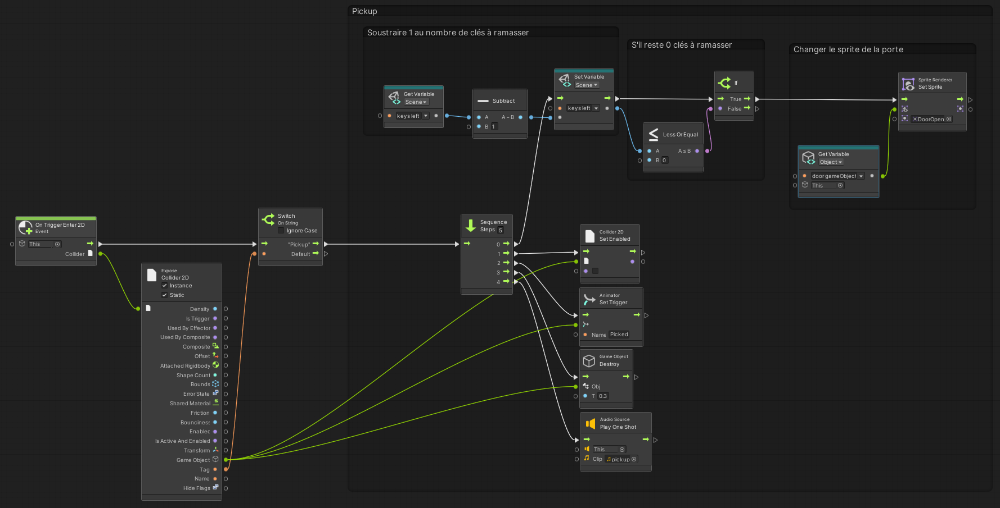 Pickup
Soustraire 1 au nombre de clés à ramasser
S'il reste 0 clés à ramasser
Changer le sprite de la porte
Get Variable
Scene
keys left
Subtract
A
A − B
B 1
Set Variable
Scene
keys left
If
True
False
Less Or Equal
A
A ≤ B
B 0
Sprite Renderer
Set Sprite
DoorOpen
Get Variable
Object
door gameObject
This
On Trigger Enter 2D
Event
This
Collider
Switch
On String
Ignore Case
"Pickup"
Default
Sequence
Steps 5
0
1
2
3
4
Expose
Collider 2D
Instance
Static
Density
Is Trigger
Used By Effector
Used By Composite
Composite
Offset
Attached Rigidbody
Shape Count
Bounds
Error State
Shared Material
Friction
Bounciness
Enabled
Is Active And Enabled
Transform
Game Object
Tag
Name
Hide Flags
Collider 2D
Set Enabled
Animator
Set Trigger
Name Picked
Game Object
Destroy
Obj
T 0.3
Audio Source
Play One Shot
This
Clip pickup